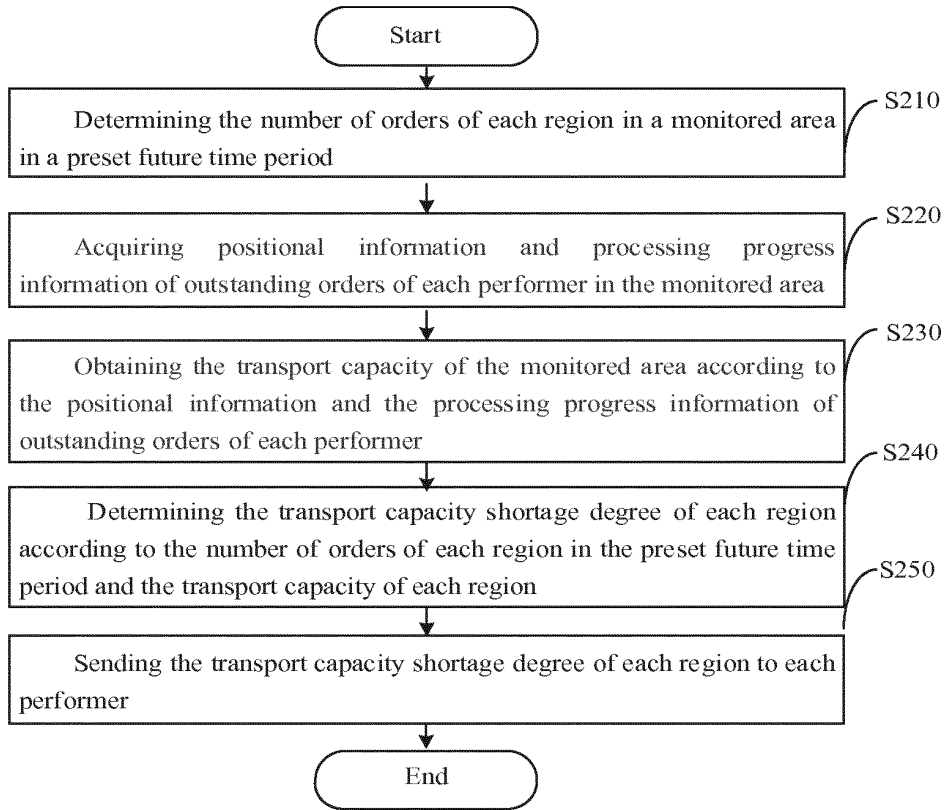 Start
S210
Determining the number of orders of each region in a monitored area
in a preset future time period
S220
Acquiring positional information and processing progress
information of outstanding orders of each performer in the monitored area
S230
Obtaining the transport capacity of the monitored area according to
the positional information and the processing progress information of
outstanding orders of each performer
S240
Determining the transport capacity shortage degree of each region
according to the number of orders of each region in the preset future time
period and the transport capacity of each region
S250
Sending the transport capacity shortage degree of each region to each
performer
End